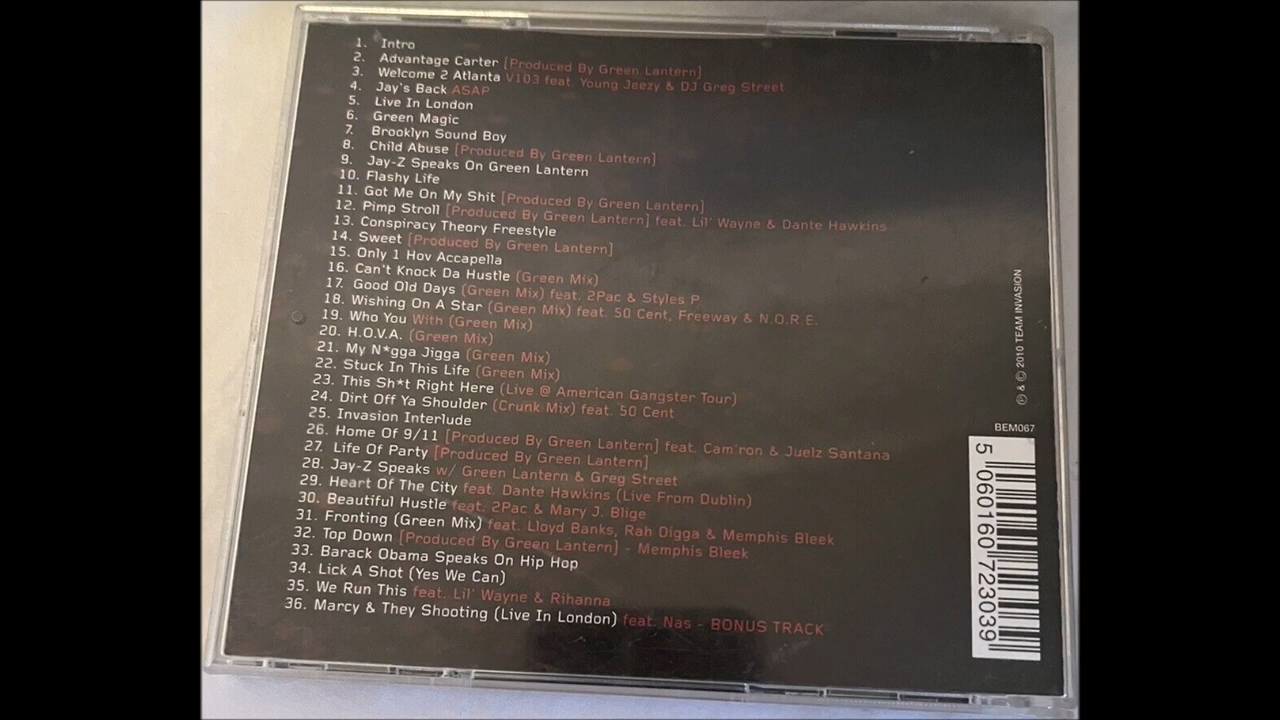 1. Intro
2. Advantage Carter [Produced By Green Lantern]
3. Welcome 2 Atlanta V103 feat. Young Jeezy & DJ Greg Street
4. Jay's Back ASAP
5. Live In London
6. Green Magic
7. Brooklyn Sound Boy
8. Child Abuse [Produced By Green Lantern]
9. Jay-Z Speaks On Green Lantern
10. Flashy Life
11. Got Me On My Shit [Produced By Green Lantern]
12. Pimp Stroll [Produced By Green Lantern] feat. Lil' Wayne & Dante Hawkins
13. Conspiracy Theory Freestyle
14. Sweet [Produced By Green Lantern]
15. Only 1 Hov Accapella
16. Can't Knock Da Hustle (Green Mix)
17. Good Old Days (Green Mix) feat. 2Pac & Styles P
18. Wishing On A Star (Green Mix) feat. 50 Cent, Freeway & N.O.R.E.
19. Who You With (Green Mix)
20. H.O.V.A. (Green Mix)
21. My N*gga Jigga (Green Mix)
22. Stuck In This Life (Green Mix)
23. This Sh*t Right Here (Live @ American Gangster Tour)
24. Dirt Off Ya Shoulder (Crunk Mix) feat. 50 Cent
25. Invasion Interlude
26. Home Of 9/11 [Produced By Green Lantern] feat. Cam'ron & Juelz Santana
27. Life Of Party [Produced By Green Lantern]
28. Jay-Z Speaks w/ Green Lantern & Greg Street
29. Heart Of The City feat. Dante Hawkins (Live From Dublin)
30. Beautiful Hustle feat. 2Pac & Mary J. Blige
31. Fronting (Green Mix) feat. Lloyd Banks, Rah Digga & Memphis Bleek
32. Top Down [Produced By Green Lantern] - Memphis Bleek
33. Barack Obama Speaks On Hip Hop
34. Lick A Shot (Yes We Can)
35. We Run This feat. Lil' Wayne & Rihanna
36. Marcy & They Shooting (Live In London) feat. Nas - BONUS TRACK
℗ & © 2010 TEAM INVASION
BEM067
5 060160 723039